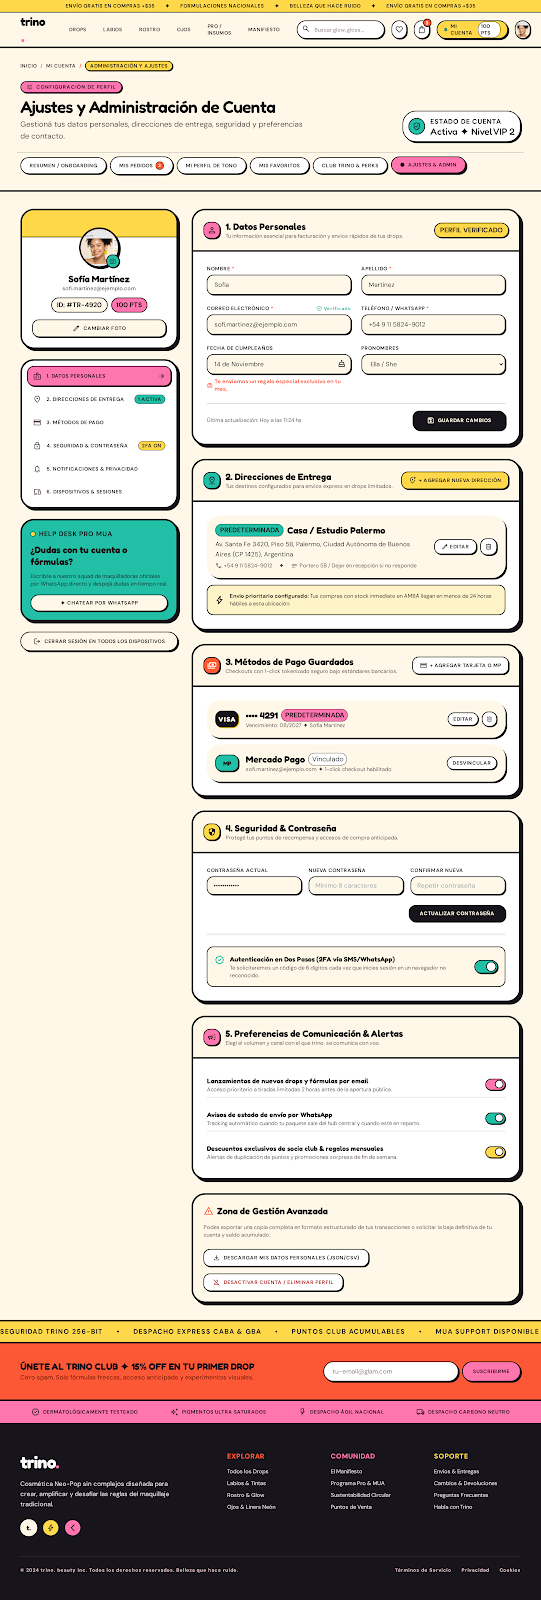 ENVÍO GRATIS EN COMPRAS +$35 ✦ FORMULACIONES NACIONALES ✦ BELLEZA QUE HACE RUIDO ✦ ENVÍO GRATIS EN COMPRAS +$35
trino
DROPS
LABIOS
ROSTRO
OJOS
PRO / INSUMOS
MANIFIESTO
Buscar glow, gloss...
MI CUENTA
100 PTS
INICIO / MI CUENTA / ADMINISTRACIÓN Y AJUSTES
CONFIGURACIÓN DE PERFIL
Ajustes y Administración de Cuenta
Gestioná tus datos personales, direcciones de entrega, seguridad y preferencias
de contacto.
ESTADO DE CUENTA
Activa ✦ Nivel VIP 2
RESUMEN / ONBOARDING
MIS PEDIDOS
MI PERFIL DE TONO
MIS FAVORITOS
CLUB TRINO & PERKS
AJUSTES & ADMIN
Sofía Martínez
sofi.martinez@ejemplo.com
ID: #TR-4920
100 PTS
CAMBIAR FOTO
1. DATOS PERSONALES
2. DIRECCIONES DE ENTREGA
1 ACTIVA
3. MÉTODOS DE PAGO
4. SEGURIDAD & CONTRASEÑA
2FA ON
5. NOTIFICACIONES & PRIVACIDAD
6. DISPOSITIVOS & SESIONES
HELP DESK PRO MUA
¿Dudas con tu cuenta o
fórmulas?
Escribile a nuestro squad de maquilladoras oficiales
por WhatsApp directo y despejá dudas en tiempo real.
✦ CHATEAR POR WHATSAPP
CERRAR SESIÓN EN TODOS LOS DISPOSITIVOS
1. Datos Personales
Tu información esencial para facturación y envíos rápidos de tus drops.
PERFIL VERIFICADO
NOMBRE *
Sofía
APELLIDO *
Martínez
CORREO ELECTRÓNICO *
Verificado
sofi.martinez@ejemplo.com
TELÉFONO / WHATSAPP *
+54 9 11 5824-9012
FECHA DE CUMPLEAÑOS
14 de Noviembre
Te enviamos un regalo especial exclusivo en tu
mes.
PRONOMBRES
Ella / She
Última actualización: Hoy a las 11:24 hs
GUARDAR CAMBIOS
2. Direcciones de Entrega
Tus destinos configurados para envíos express en drops limitados.
+ AGREGAR NUEVA DIRECCIÓN
PREDETERMINADA
Casa / Estudio Palermo
Av. Santa Fe 3420, Piso 5B, Palermo, Ciudad Autónoma de Buenos
Aires (CP 1425), Argentina
+54 9 11 5824-9012 ✦ Portero 5B / Dejar en recepción si no responde
EDITAR
Envío prioritario configurado: Tus compras con stock inmediato en AMBA llegan en menos de 24 horas
hábiles a esta ubicación.
3. Métodos de Pago Guardados
Checkouts con 1-click tokenizado seguro bajo estándares bancarios.
+ AGREGAR TARJETA O MP
VISA
•••• 4291
PREDETERMINADA
Vencimiento: 08/2027 ✦ Sofia Martinez
EDITAR
MP
Mercado Pago
Vinculado
sofi.martinez@ejemplo.com ✦ 1-click checkout habilitado
DESVINCULAR
4. Seguridad & Contraseña
Protegé tus puntos de recompensa y accesos de compra anticipada.
CONTRASEÑA ACTUAL
NUEVA CONTRASEÑA
Mínimo 8 caracteres
CONFIRMAR NUEVA
Repetir contraseña
ACTUALIZAR CONTRASEÑA
Autenticación en Dos Pasos (2FA vía SMS/WhatsApp)
Te solicitaremos un código de 6 dígitos cada vez que inicies sesión en un navegador no
reconocido.
5. Preferencias de Comunicación & Alertas
Elegí el volumen y canal con el que trino. se comunica con vos.
Lanzamientos de nuevos drops y fórmulas por email
Acceso prioritario a tiradas limitadas 2 horas antes de la apertura pública.
Avisos de estado de envío por WhatsApp
Tracking automático cuando tu paquete sale del hub central y cuando esté en reparto.
Descuentos exclusivos de socia club & regalos mensuales
Alertas de duplicación de puntos y promociones sorpresa de fin de semana.
Zona de Gestión Avanzada
Podes exportar una copia completa en formato estructurado de tus transacciones o solicitar la baja definitiva de tu
cuenta y saldo acumulado.
DESCARGAR MIS DATOS PERSONALES (JSON/CSV)
DESACTIVAR CUENTA / ELIMINAR PERFIL
SEGURIDAD TRINO 256-BIT • DESPACHO EXPRESS CABA & GBA • PUNTOS CLUB ACUMULABLES • MUA SUPPORT DISPONIBLE
ÚNETE AL TRINO CLUB ✦ 15% OFF EN TU PRIMER DROP
Cero spam. Solo fórmulas frescas, acceso anticipado y experimentos visuales.
tu-email@glam.com
SUSCRIBIRME
DERMATOLÓGICAMENTE TESTEADO
PIGMENTOS ULTRA SATURADOS
DESPACHO ÁGIL NACIONAL
DESPACHO CARBONO NEUTRO
trino.
Cosmética Neo-Pop sin complejos diseñada para
crear, amplificar y desafiar las reglas del maquillaje
tradicional.
t.
EXPLORAR
Todos los Drops
Labios & Tintas
Rostro & Glow
Ojos & Liners Neón
COMUNIDAD
El Manifiesto
Programa Pro & MUA
Sustentabilidad Circular
Puntos de Venta
SOPORTE
Envíos & Entregas
Cambios & Devoluciones
Preguntas Frecuentes
Habla con Trino
© 2024 trino. beauty inc. Todos los derechos reservados. Belleza que hace ruido.
Términos de Servicio
Privacidad
Cookies